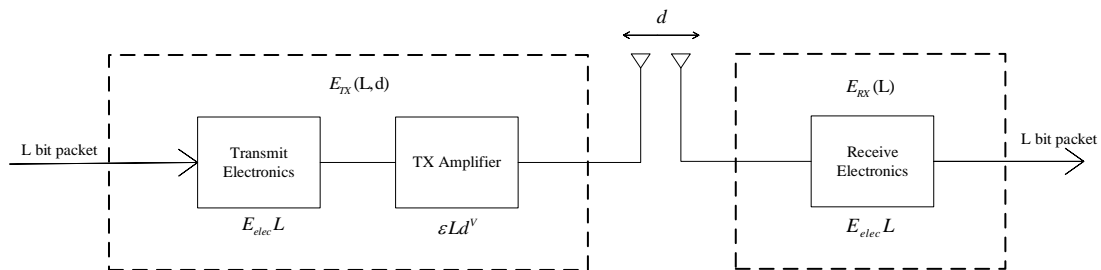 d
E_TX(L,d)
E_RX(L)
L bit packet
Transmit
Electronics
TX Amplifier
Receive
Electronics
L bit packet
E_elec L
εLd^V
E_elec L